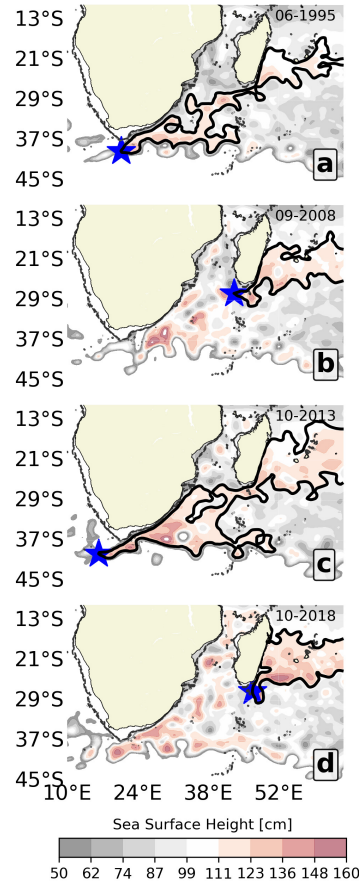 13°S
06-1995
21°S
29°S
37°S
45°S
a
13°S
09-2008
21°S
29°S
37°S
45°S
b
13°S
10-2013
21°S
29°S
37°S
45°S
c
13°S
10-2018
21°S
29°S
37°S
45°S
d
10°E 24°E 38°E 52°E
Sea Surface Height [cm]
50 62 74 87 99 111 123 136 148 160